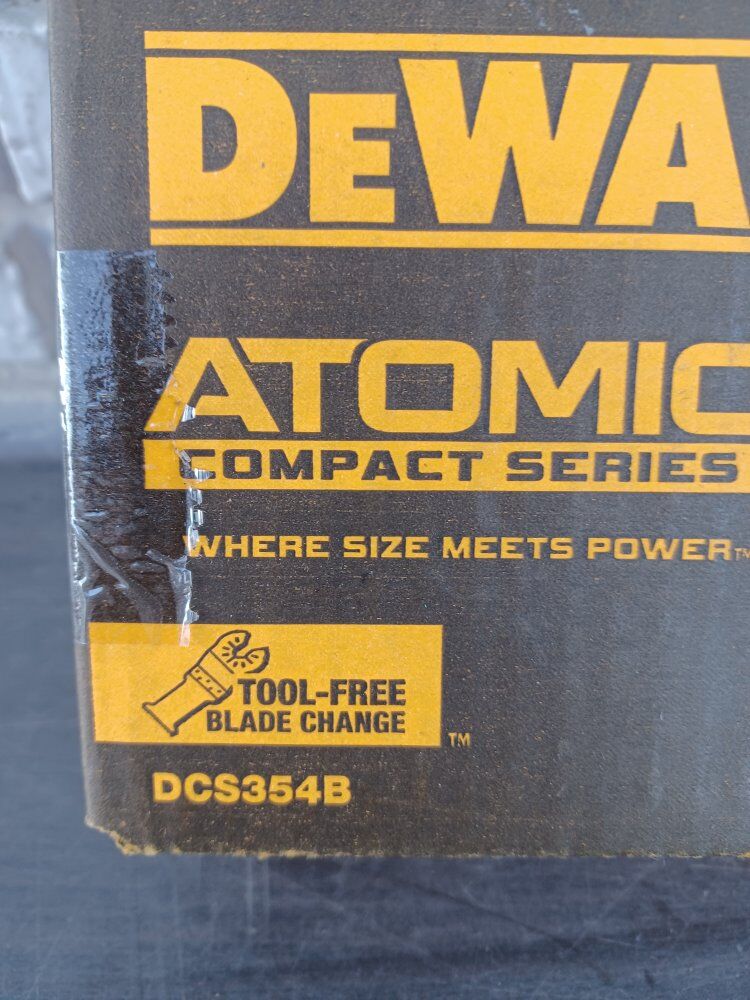 DEWA
ATOMIC
COMPACT SERIES
WHERE SIZE MEETS POWER™
TOOL-FREE
BLADE CHANGE
™
DCS354B